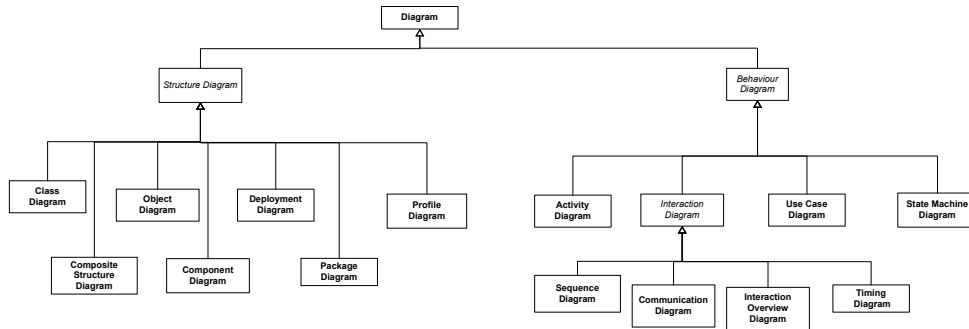 Diagram
Structure Diagram
Behaviour
Diagram
Class
Diagram
Object
Diagram
Deployment
Diagram
Profile
Diagram
Composite
Structure
Diagram
Component
Diagram
Package
Diagram
Activity
Diagram
Interaction
Diagram
Use Case
Diagram
State Machine
Diagram
Sequence
Diagram
Communication
Diagram
Interaction
Overview
Diagram
Timing
Diagram